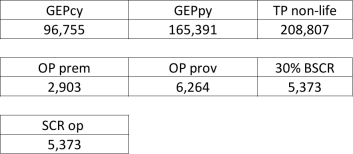 GEPcy GEPpy TP non-life
96,755 165,391 208,807
OP prem OP prov 30% BSCR
2,903 6,264 5,373
SCR op
5,373